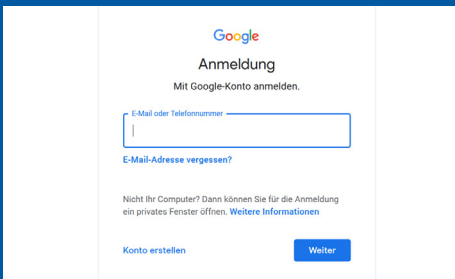 Google
Anmeldung
Mit Google-Konto anmelden.
E-Mail oder Telefonnummer
E-Mail-Adresse vergessen?
Nicht Ihr Computer? Dann können Sie für die Anmeldung
ein privates Fenster öffnen. Weitere Informationen
Konto erstellen
Weiter